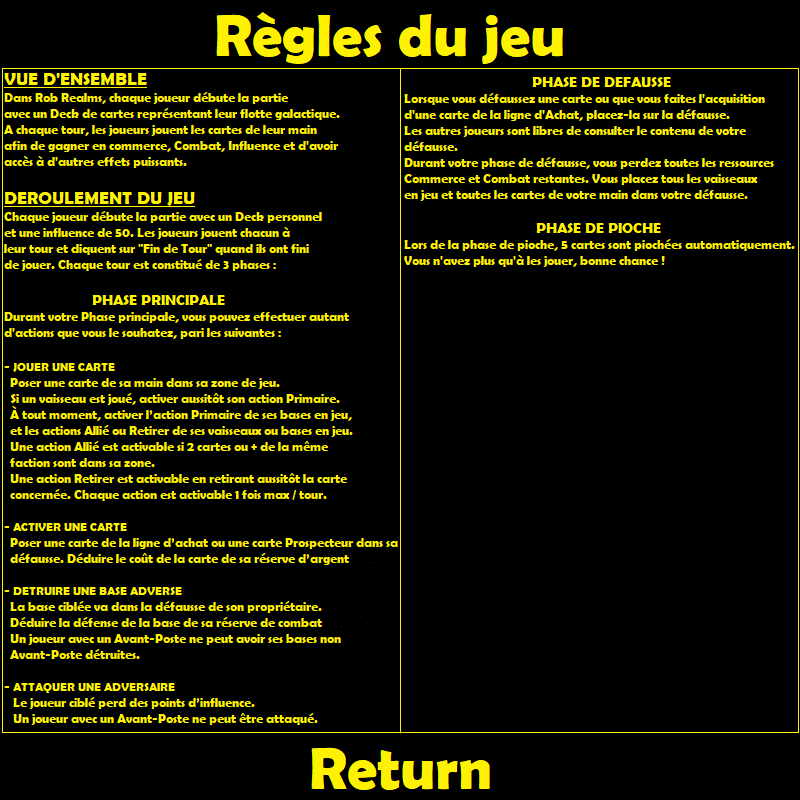 Règles du jeu
VUE D'ENSEMBLE
Dans Rob Realms, chaque joueur débute la partie
avec un Deck de cartes représentant leur flotte galactique.
A chaque tour, les joueurs jouent les cartes de leur main
afin de gagner en commerce, Combat, Influence et d'avoir
accès à d'autres effets puissants.
DEROULEMENT DU JEU
Chaque joueur débute la partie avec un Deck personnel
et une influence de 50. Les joueurs jouent chacun à
leur tour et cliquent sur "Fin de Tour" quand ils ont fini
de jouer. Chaque tour est constitué de 3 phases :
PHASE PRINCIPALE
Durant votre Phase principale, vous pouvez effectuer autant
d'actions que vous le souhatez, pari les suivantes :
- JOUER UNE CARTE
Poser une carte de sa main dans sa zone de jeu.
Si un vaisseau est joué, activer aussitôt son action Primaire.
À tout moment, activer l’action Primaire de ses bases en jeu,
et les actions Allié ou Retirer de ses vaisseaux ou bases en jeu.
Une action Allié est activable si 2 cartes ou + de la même
faction sont dans sa zone.
Une action Retirer est activable en retirant aussitôt la carte
concernée. Chaque action est activable 1 fois max / tour.
- ACTIVER UNE CARTE
Poser une carte de la ligne d’achat ou une carte Prospecteur dans sa
défausse. Déduire le coût de la carte de sa réserve d’argent
- DETRUIRE UNE BASE ADVERSE
La base ciblée va dans la défausse de son propriétaire.
Déduire la défense de la base de sa réserve de combat
Un joueur avec un Avant-Poste ne peut avoir ses bases non
Avant-Poste détruites.
- ATTAQUER UN ADVERSAIRE
Le joueur ciblé perd des points d’influence.
Un joueur avec un Avant-Poste ne peut être attaqué.
PHASE DE DEFAUSSE
Lorsque vous défaussez une carte ou que vous faites l'acquisition
d'une carte de la ligne d'Achat, placez-la sur la défausse.
Les autres joueurs sont libres de consulter le contenu de votre
défausse.
Durant votre phase de défausse, vous perdez toutes les ressources
Commerce et Combat restantes. Vous placez tous les vaisseaux
en jeu et toutes les cartes de votre main dans votre défausse.
PHASE DE PIOCHE
Lors de la phase de pioche, 5 cartes sont piochées automatiquement.
Vous n'avez plus qu'à les jouer, bonne chance !
Return